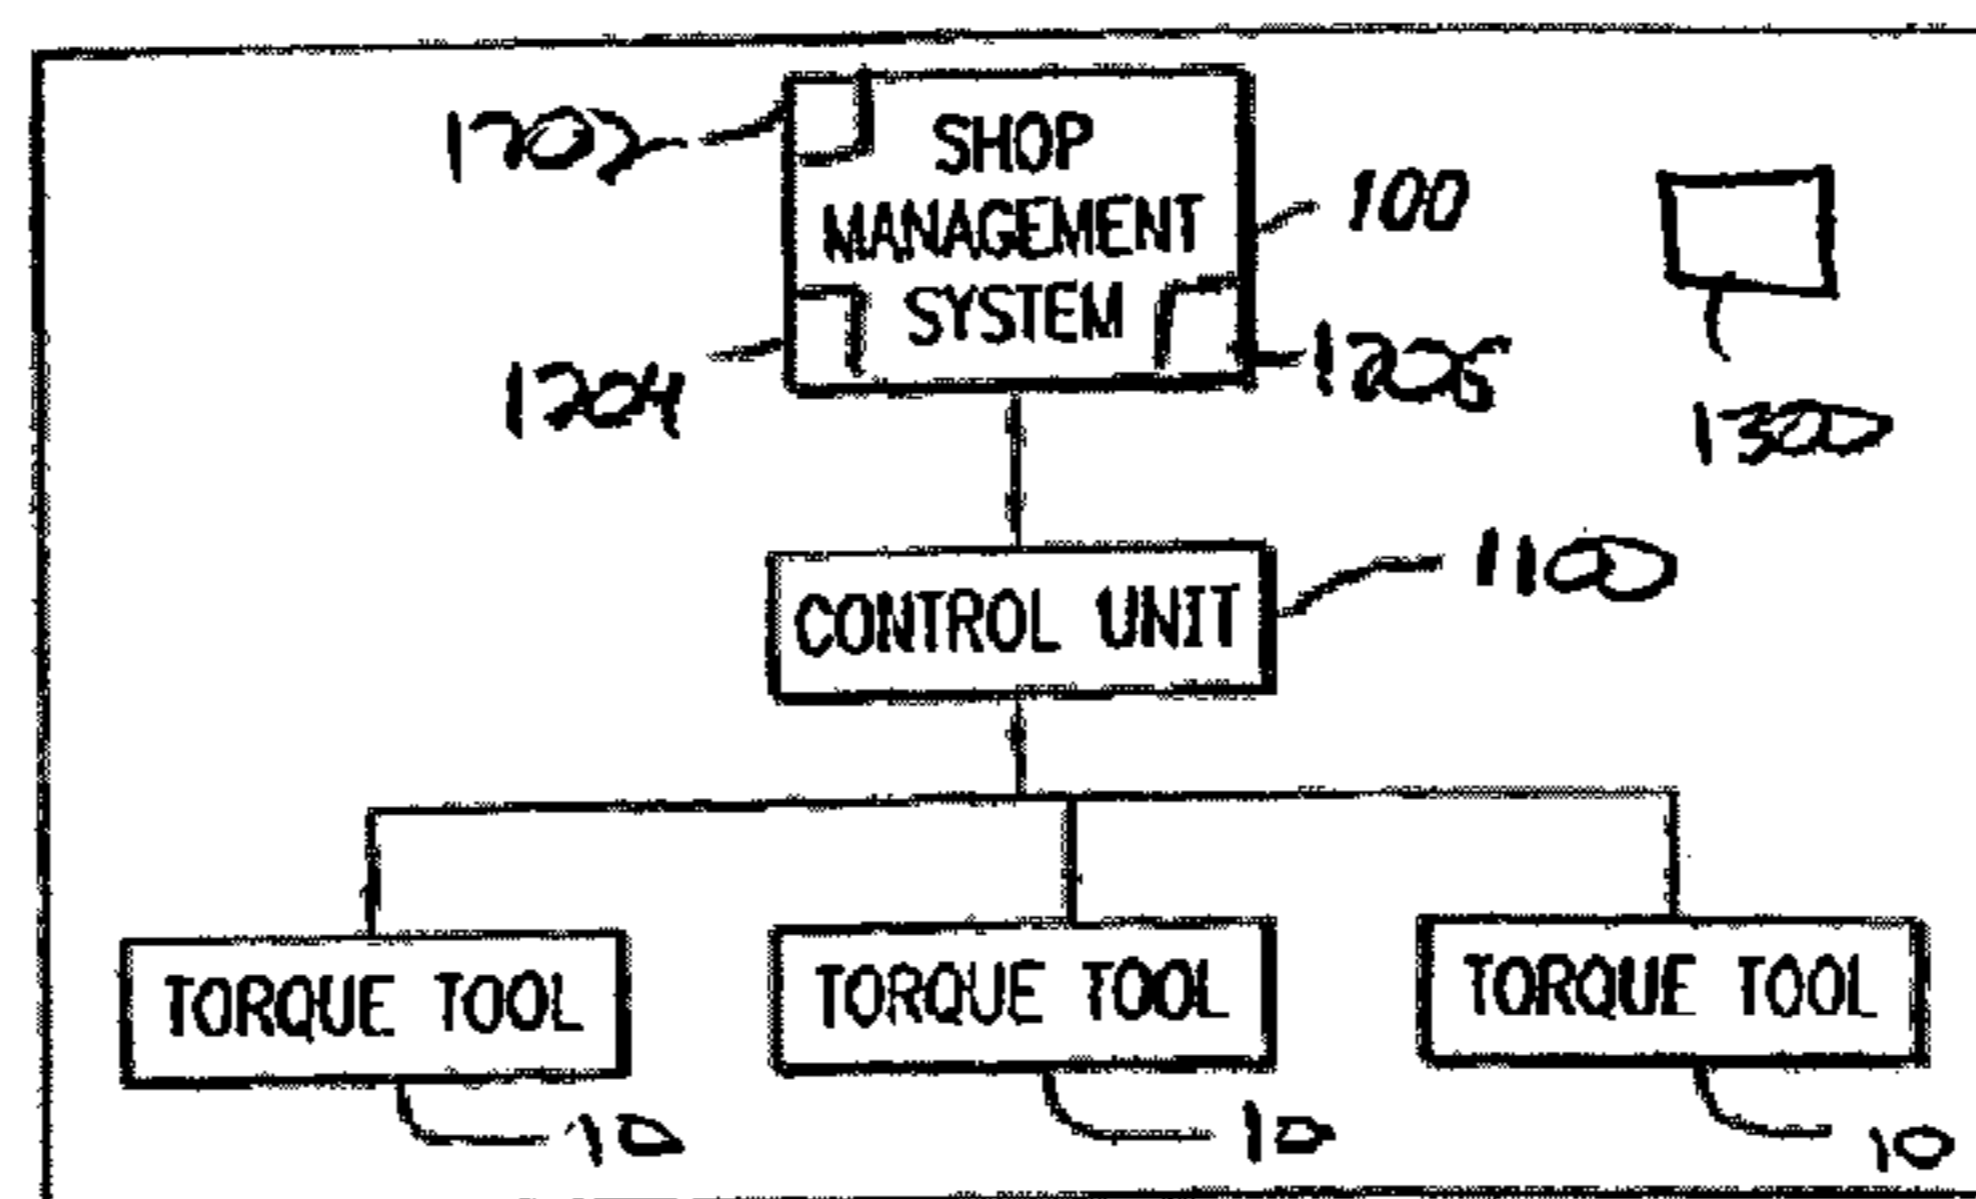 1202
SHOP
MANAGEMENT
SYSTEM
100
1204
1206
1300
CONTROL UNIT
1100
TORQUE TOOL
TORQUE TOOL
TORQUE TOOL
10
10
10